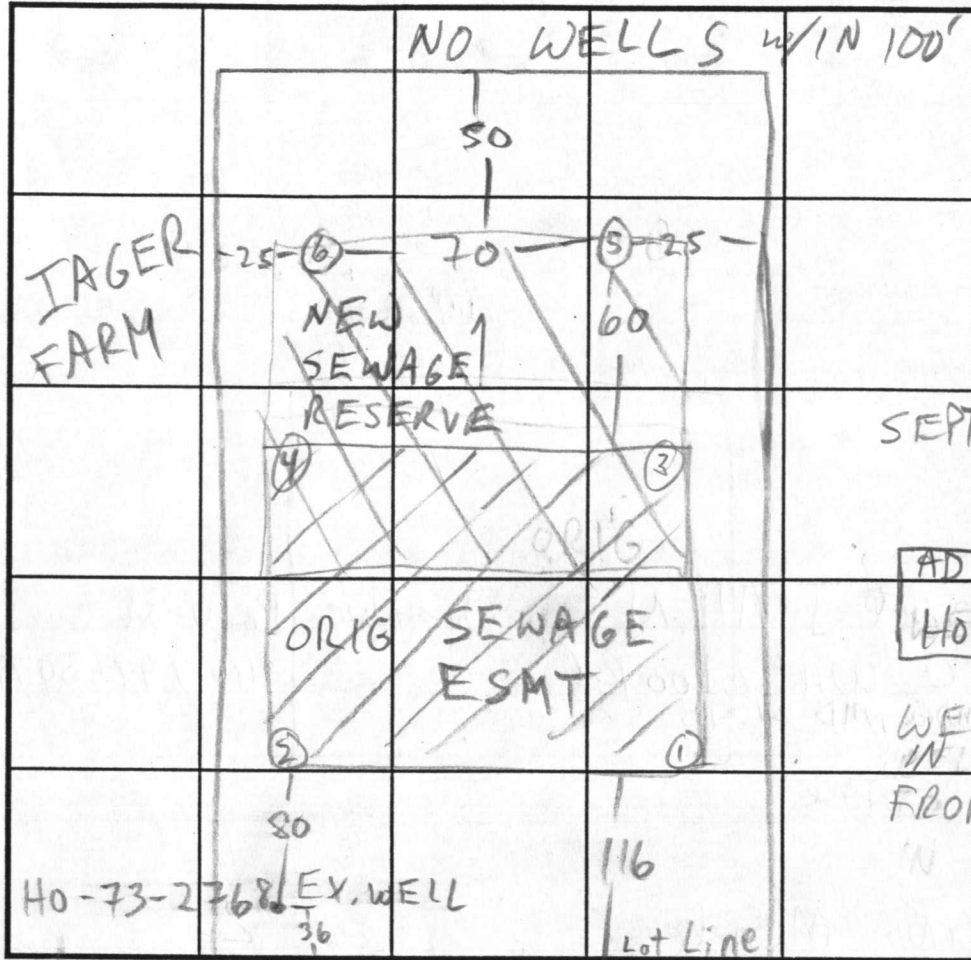 NO WELLS w/IN 100'
50
TAGER
FARM
25 6 70 5 25
NEW
SEWAGE
RESERVE
60
SEPT
4 3
ORIG
AD
HO
ORIG SEWAGE
ESMT
WE
IN
2 1
FROM
80
116
HO-73-2768 EX. WELL
36
Lot Line